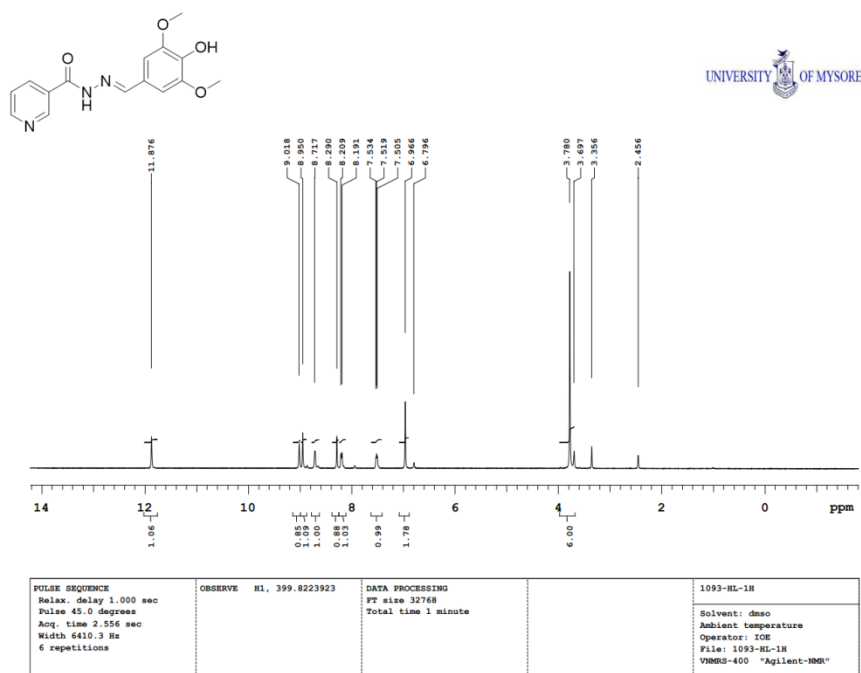 O
OH
O
N
NH
O
N
UNIVERSITY OF MYSORE
11.876
9.018
8.950
8.717
8.290
8.209
8.191
7.534
7.519
7.505
6.966
6.796
3.780
3.697
3.356
2.456
14 12 10 8 6 4 2 0 ppm
1.06
0.85
1.09
1.00
0.88
1.03
0.99
1.78
6.00
PULSE SEQUENCE
Relax. delay 1.000 sec
Pulse 45.0 degrees
Acq. time 2.556 sec
Width 6410.3 Hz
6 repetitions
OBSERVE H1, 399.8223923
DATA PROCESSING
FT size 32768
Total time 1 minute
1093-HL-1H
Solvent: dmso
Ambient temperature
Operator: IOE
File: 1093-HL-1H
VNMRS-400 "Agilent-NMR"